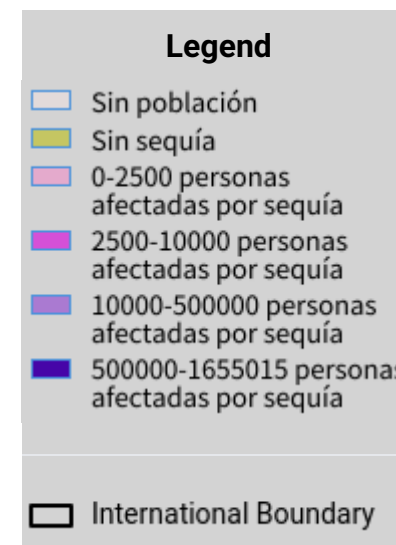 Legend
Sin población
Sin sequía
0-2500 personas
afectadas por sequía
2500-10000 personas
afectadas por sequía
10000-500000 personas
afectadas por sequía
500000-1655015 personas
afectadas por sequía
International Boundary